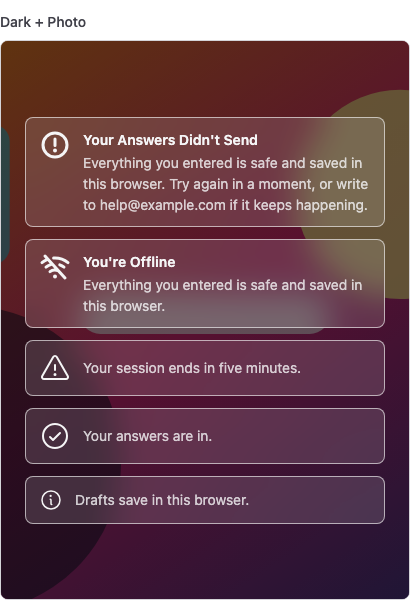 Dark + Photo
Your Answers Didn't Send
Everything you entered is safe and saved in
this browser. Try again in a moment, or write
to help@example.com if it keeps happening.
You're Offline
Everything you entered is safe and saved in
this browser.
Your session ends in five minutes.
Your answers are in.
Drafts save in this browser.